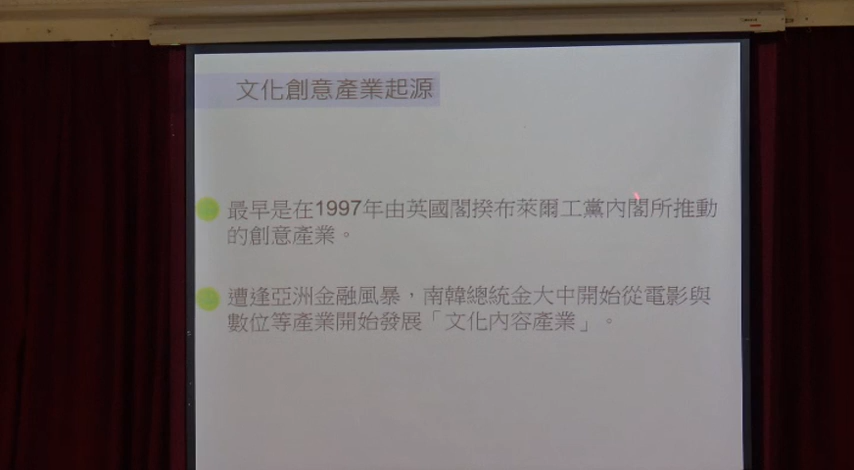 文化創意產業起源
最早是在1997年由英國閣揆布萊爾工黨內閣所推動
的創意產業。
遭逢亞洲金融風暴，南韓總統金大中開始從電影與
數位等產業開始發展「文化內容產業」。